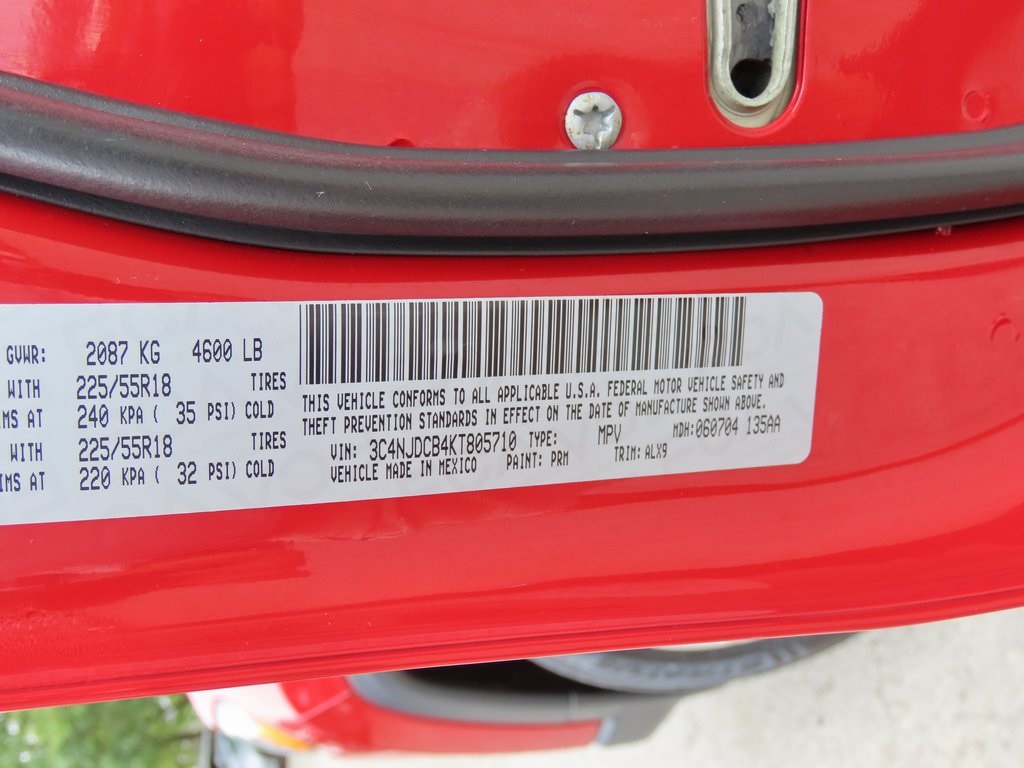 GVWR: 2087 KG 4600 LB
WITH 225/55R18 TIRES
IMS AT 240 KPA ( 35 PSI) COLD
WITH 225/55R18 TIRES
IMS AT 220 KPA ( 32 PSI) COLD
THIS VEHICLE CONFORMS TO ALL APPLICABLE U.S.A. FEDERAL MOTOR VEHICLE SAFETY AND
THEFT PREVENTION STANDARDS IN EFFECT ON THE DATE OF MANUFACTURE SHOWN ABOVE.
VIN: 3C4NJDCB4KT805710 TYPE: MPV MDH:060704 135AA
VEHICLE MADE IN MEXICO PAINT: PRM TRIM: ALX9